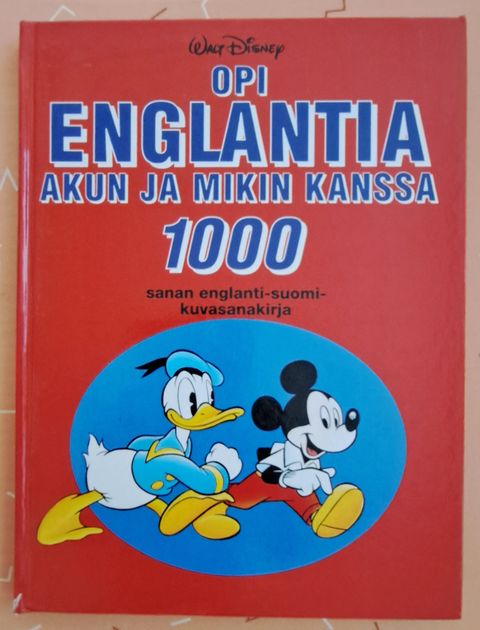 Walt Disney
OPI
ENGLANTIA
AKUN JA MIKIN KANSSA
1000
sanan englanti-suomi-
kuvasanakirja